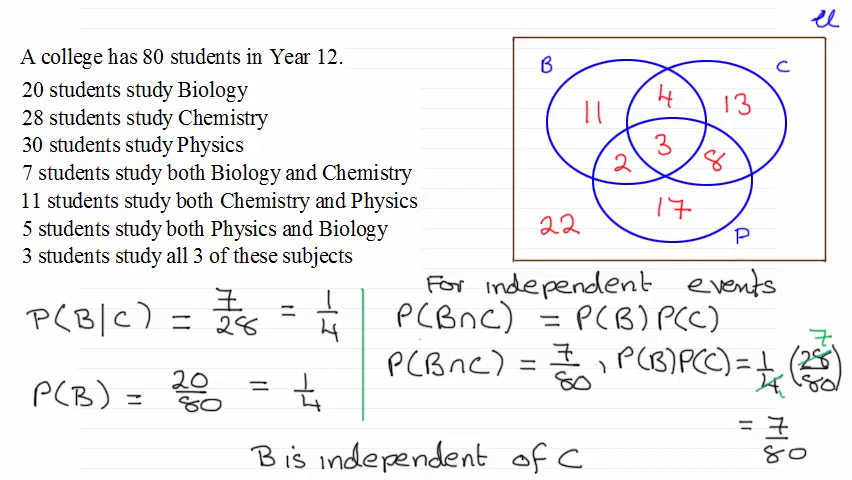 𝓤
A college has 80 students in Year 12.
20 students study Biology
28 students study Chemistry
30 students study Physics
7 students study both Biology and Chemistry
11 students study both Chemistry and Physics
5 students study both Physics and Biology
3 students study all 3 of these subjects
B
C
11
4
13
3
2
8
17
22
P
P(B|C) = 7/28 = 1/4
P(B) = 20/80 = 1/4
For independent events
P(B∩C) = P(B)P(C)
7
P(B∩C) = 7/80, P(B)P(C) = 1/4 (28/80)
= 7/80
B is independent of C